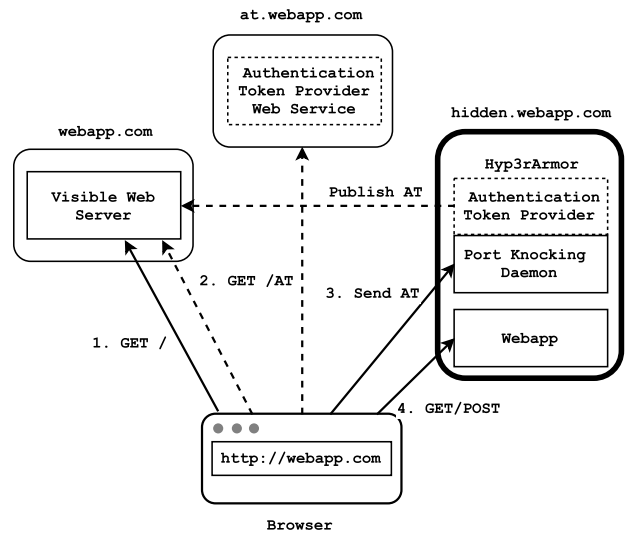 at.webapp.com
Authentication
Token Provider
Web Service
hidden.webapp.com
webapp.com
Hyp3rArmor
Visible Web
Server
Publish AT
Authentication
Token Provider
Port Knocking
Daemon
2. GET /AT
3. Send AT
1. GET /
Webapp
4. GET/POST
http://webapp.com
Browser